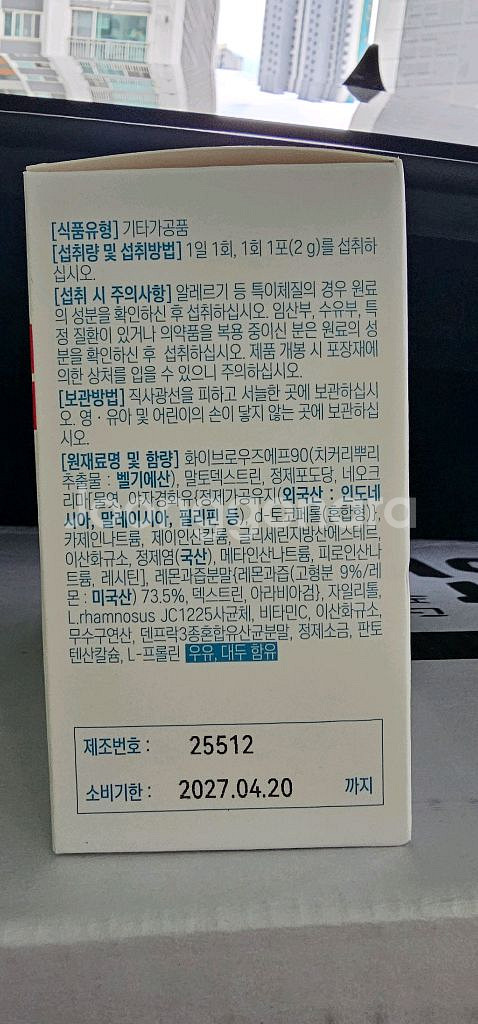 [식품유형] 기타가공품
[섭취량 및 섭취방법] 1일 1회, 1회 1포(2 g)를 섭취하
십시오.
[섭취 시 주의사항] 알레르기 등 특이체질의 경우 원료
의 성분을 확인하신 후 섭취하십시오. 임산부, 수유부, 특
정 질환이 있거나 의약품을 복용 중이신 분은 원료의 성
분을 확인하신 후 섭취하십시오. 제품 개봉 시 포장재에
의한 상처를 입을 수 있으니 주의하십시오.
[보관방법] 직사광선을 피하고 서늘한 곳에 보관하십시
오. 영·유아 및 어린이의 손이 닿지 않는 곳에 보관하십
시오.
[원재료명 및 함량] 화이브로우즈에프90(치커리뿌리
추출물 : 벨기에산), 말토덱스트린, 정제포도당, 네오크
리마[물엿, 야자경화유{정제가공유지(외국산 : 인도네
시아, 말레이시아, 필리핀 등), d-토코페롤(혼합형)}
카제인나트륨, 제이인산칼륨, 글리세린지방산에스테르,
이산화규소, 정제염(국산), 메타인산나트륨, 피로인산나
트륨, 레시틴], 레몬과즙분말{레몬과즙(고형분 9%/레
몬 : 미국산) 73.5%, 덱스트린, 아라비아검}, 자일리톨,
L.rhamnosus JC1225사균체, 비타민C, 이산화규소,
무수구연산, 덴프락3종혼합유산균분말, 정제소금, 판토
텐산칼슘, L-프롤린 우유, 대두 함유
제조번호 : 25512
소비기한 : 2027.04.20 까지